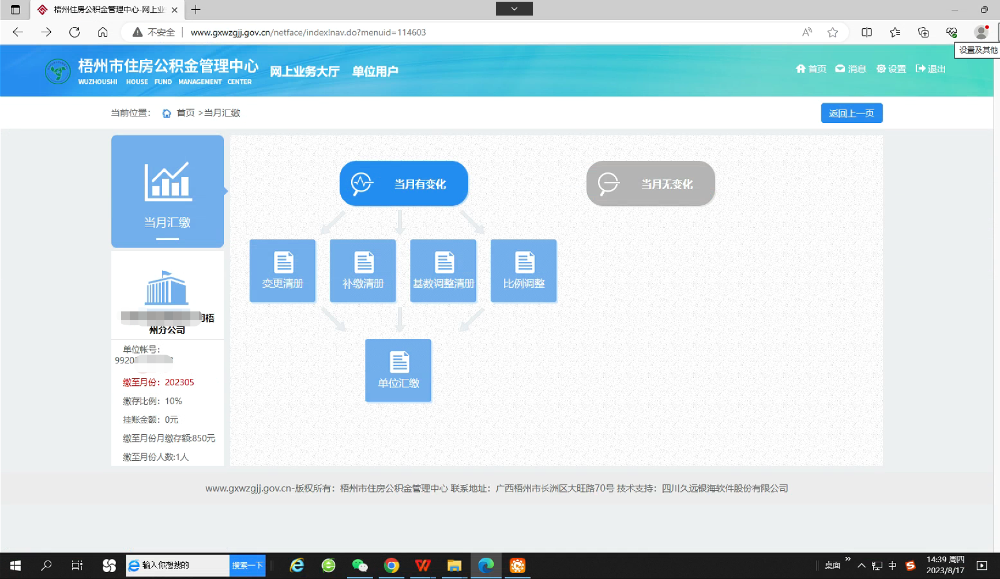 梧州住房公积金管理中心-网上业
不安全
www.gxwzgjj.gov.cn/netface/index!nav.do?menuid=114603
设置及其他
梧州市住房公积金管理中心
WUZHOUSHI HOUSE FUND MANAGEMENT CENTER
网上业务大厅 单位用户
首页 消息 设置 退出
当前位置： 首页 >当月汇缴
返回上一页
当月汇缴
当月有变化
当月无变化
变更清册
补缴清册
基数调整清册
比例调整
单位汇缴
梧
州分公司
单位帐号：
9920
缴至月份：202305
缴存比例：10%
挂账金额：0元
缴至月份月缴存额:850元
缴至月份人数:1人
www.gxwzgjj.gov.cn-版权所有：梧州市住房公积金管理中心 联系地址：广西梧州市长洲区大旺路70号 技术支持：四川久远银海软件股份有限公司
输入你想搜的
搜索一下
桌面
中
14:39 周四
2023/8/17